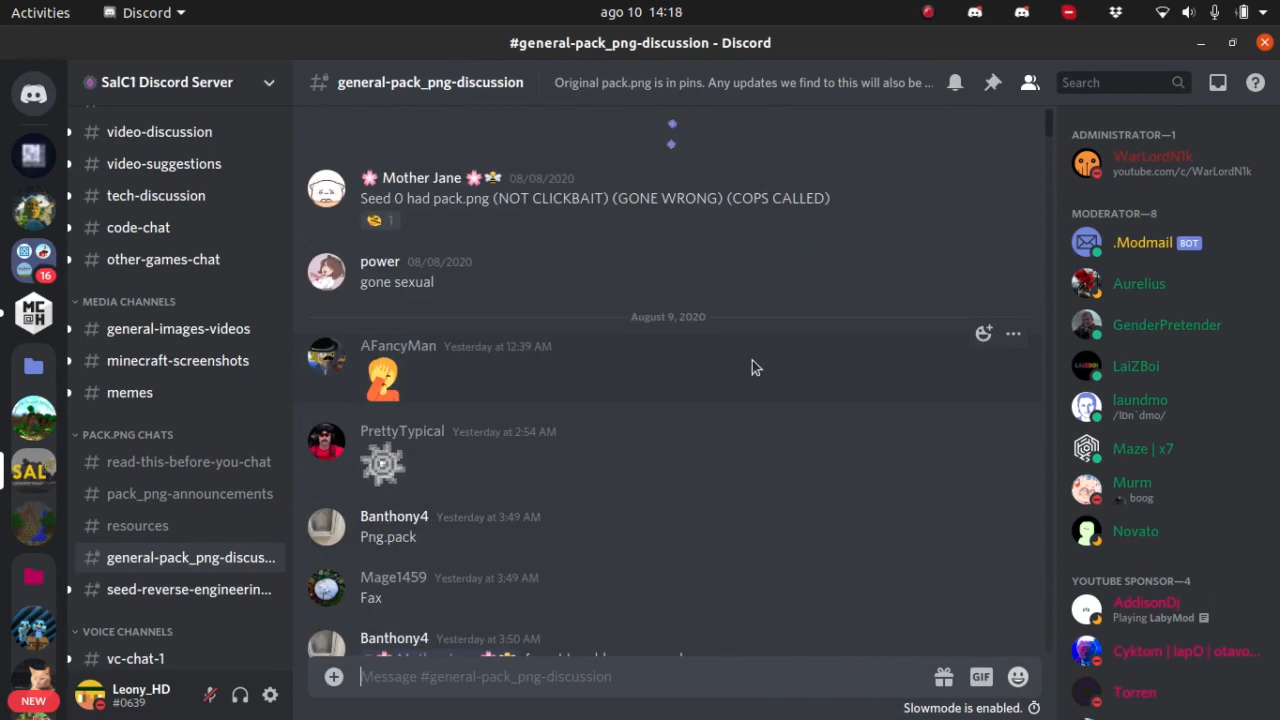 Activities
Discord
ago 10 14:18
#general-pack_png-discussion - Discord
SalC1 Discord Server
general-pack_png-discussion
Original pack.png is in pins. Any updates we find to this will also be ...
Search
video-discussion
video-suggestions
tech-discussion
code-chat
other-games-chat
MEDIA CHANNELS
general-images-videos
minecraft-screenshots
memes
PACK.PNG CHATS
read-this-before-you-chat
pack_png-announcements
resources
general-pack_png-discus...
seed-reverse-engineerin...
VOICE CHANNELS
vc-chat-1
16
MC
@H
SAL
NEW
Leony_HD
#0639
Mother Jane 08/08/2020
Seed 0 had pack.png (NOT CLICKBAIT) (GONE WRONG) (COPS CALLED)
1
power 08/08/2020
gone sexual
August 9, 2020
AFancyMan Yesterday at 12:39 AM
PrettyTypical Yesterday at 2:54 AM
Banthony4 Yesterday at 3:49 AM
Png.pack
Mage1459 Yesterday at 3:49 AM
Fax
Banthony4 Yesterday at 3:50 AM
Message #general-pack_png-discussion
GIF
Slowmode is enabled.
ADMINISTRATOR—1
WarLordN1k
youtube.com/c/WarLordN1k
MODERATOR—8
.Modmail BOT
Aurelius
GenderPretender
LaiZBoi
laundmo
/lɒnˈdmo/
Maze | x7
Murm
boog
Novato
YOUTUBE SPONSOR—4
AddisonDj
Playing LabyMod
Cyktom | lapO | otavo...
Torren